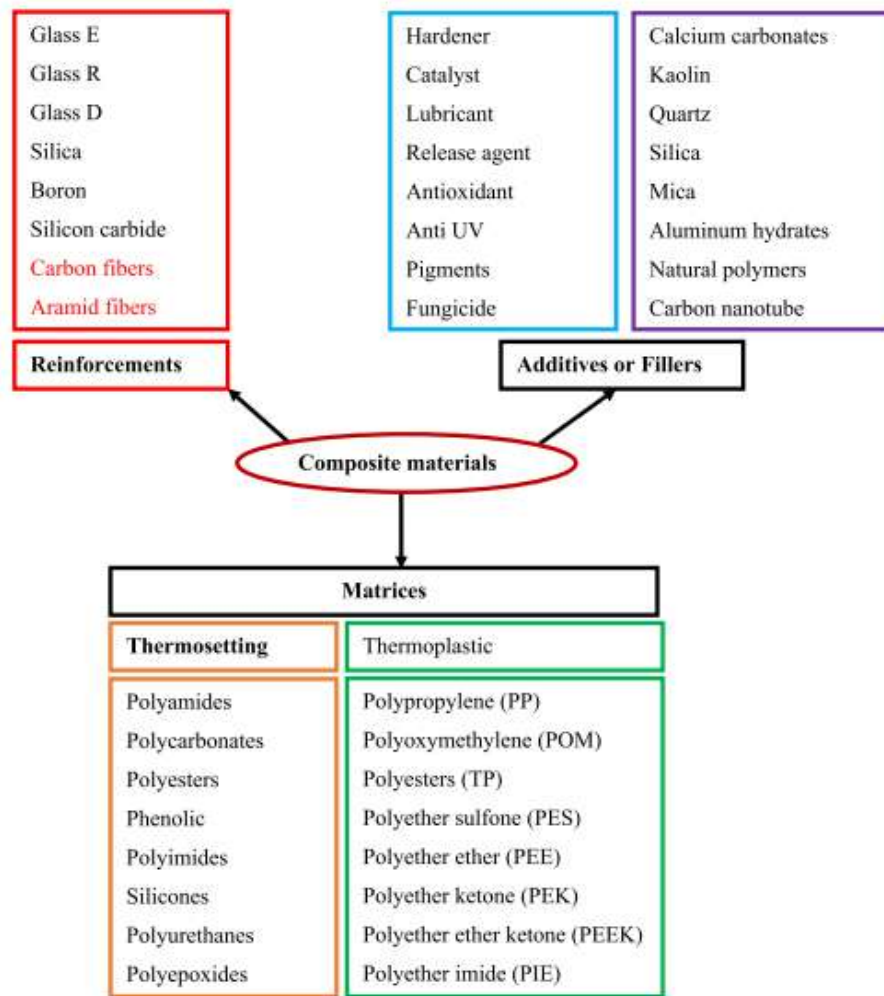 Glass E
Glass R
Glass D
Silica
Boron
Silicon carbide
Carbon fibers
Aramid fibers
Reinforcements
Hardener
Catalyst
Lubricant
Release agent
Antioxidant
Anti UV
Pigments
Fungicide
Calcium carbonates
Kaolin
Quartz
Silica
Mica
Aluminum hydrates
Natural polymers
Carbon nanotube
Additives or Fillers
Composite materials
Matrices
Thermosetting
Polyamides
Polycarbonates
Polyesters
Phenolic
Polyimides
Silicones
Polyurethanes
Polyepoxides
Thermoplastic
Polypropylene (PP)
Polyoxymethylene (POM)
Polyesters (TP)
Polyether sulfone (PES)
Polyether ether (PEE)
Polyether ketone (PEK)
Polyether ether ketone (PEEK)
Polyether imide (PIE)